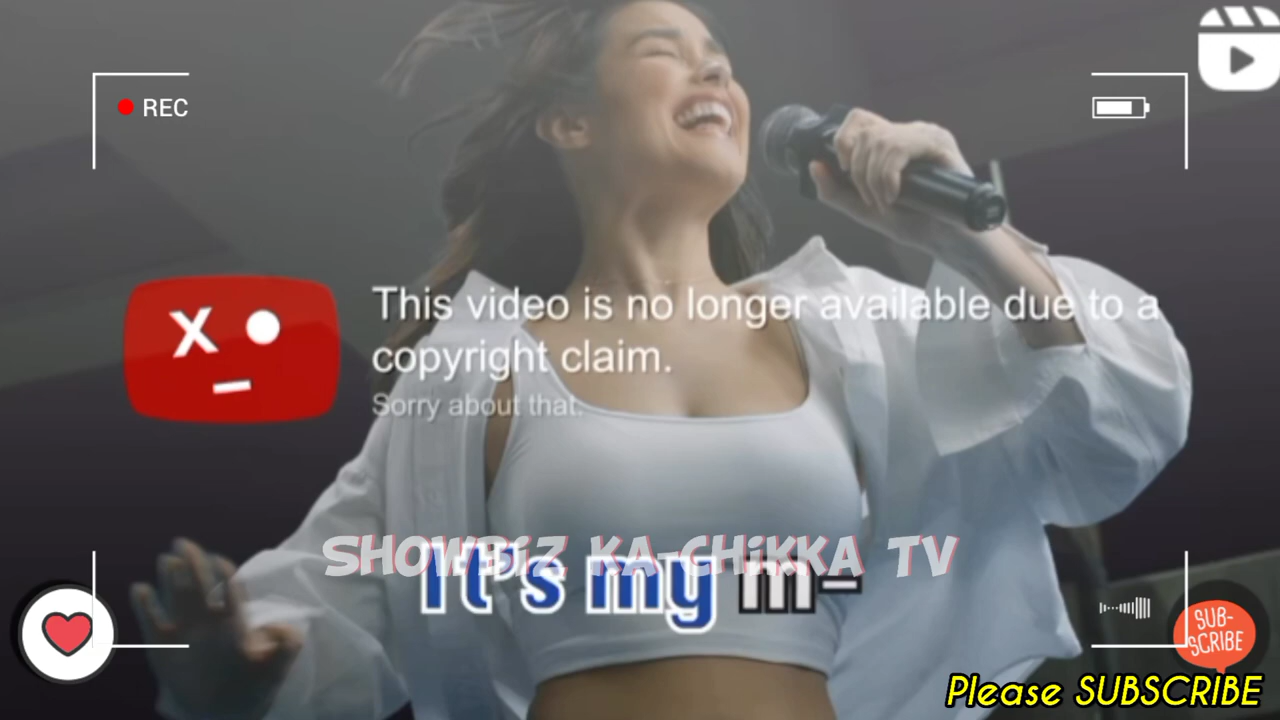 REC
This video is no longer available due to a
copyright claim.
Sorry about that.
SHOWBiZ KA-CHiKKA TV
It's my m-
SUB-
SCRIBE
Please SUBSCRIBE